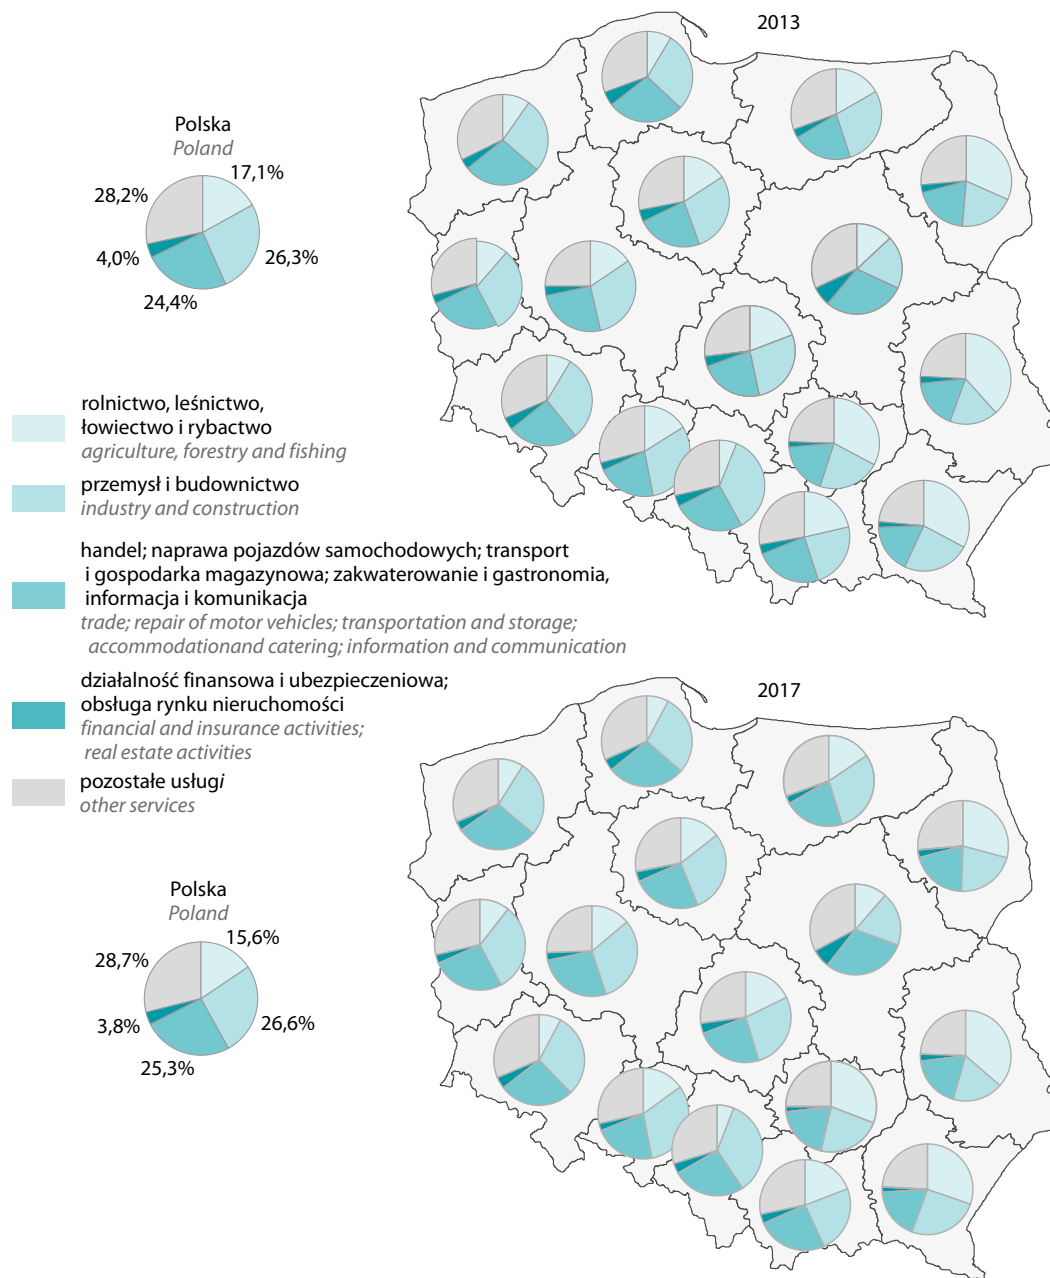 2013
Polska
Poland
17,1%
28,2%
4,0%
26,3%
24,4%
rolnictwo, leśnictwo,
łowiectwo i rybactwo
agriculture, forestry and fishing
przemysł i budownictwo
industry and construction
handel; naprawa pojazdów samochodowych; transport
i gospodarka magazynowa; zakwaterowanie i gastronomia,
informacja i komunikacja
trade; repair of motor vehicles; transportation and storage;
accommodationand catering; information and communication
działalność finansowa i ubezpieczeniowa;
obsługa rynku nieruchomości
financial and insurance activities;
real estate activities
pozostałe usługi
other services
2017
Polska
Poland
15,6%
28,7%
3,8%
26,6%
25,3%